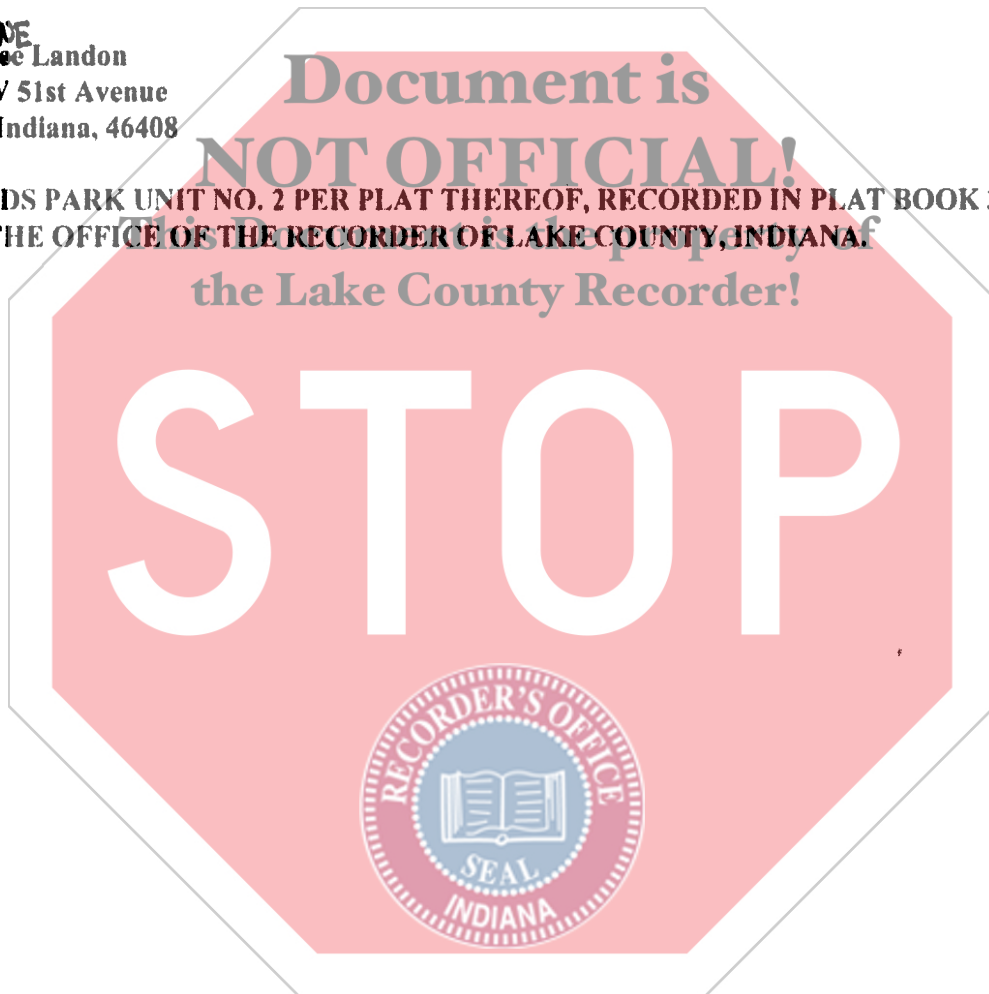 Landon
51st Avenue
Indiana, 46408
Document is
NOT OFFICIAL!
DS PARK UNIT NO. 2 PER PLAT THEREOF, RECORDED IN PLAT BOOK
THE OFFICE OF THE RECORDER OF LAKE COUNTY, INDIANA.
This Document is the property of
the Lake County Recorder!
STOP
RECORDER'S OFFICE
SEAL
INDIANA